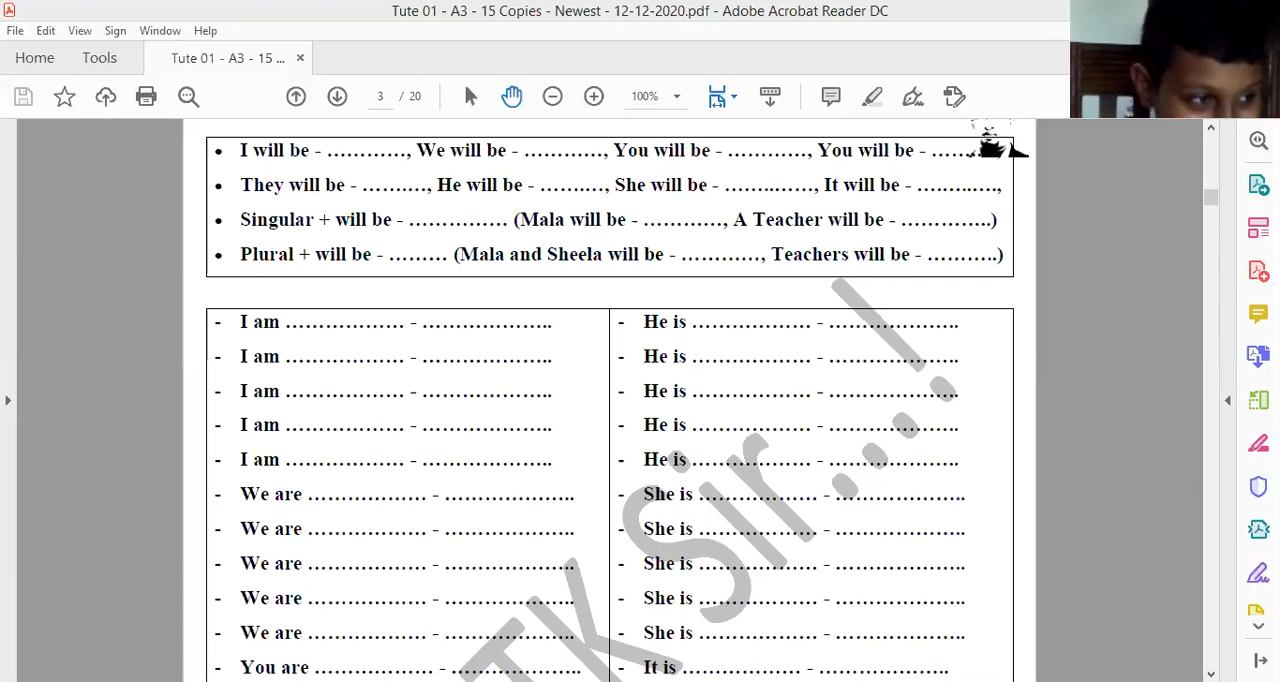 Tute 01 - A3 - 15 Copies - Newest - 12-12-2020.pdf - Adobe Acrobat Reader DC
File Edit View Sign Window Help
Home Tools Tute 01 - A3 - 15 ... ×
3 / 20 100%
• I will be - …………, We will be - …………, You will be - …………, You will be - ………
• They will be - …….…, He will be - …….…, She will be - ……..……, It will be - ………….,
• Singular + will be - …………… (Mala will be - …………, A Teacher will be - ………….)
• Plural + will be - ……… (Mala and Sheela will be - …………, Teachers will be - ………..)
- I am ……………… - ………………..
- I am ……………… - ………………..
- I am ……………… - ………………..
- I am ……………… - ………………..
- I am ……………… - ………………..
- We are ……………… - ………………..
- We are ……………… - ………………..
- We are ……………… - ………………..
- We are ……………… - ………………..
- We are ……………… - ………………..
- You are ……………… - ………………..
- He is ……………… - ……………….
- He is ……………… - ……………….
- He is ……………… - ……………….
- He is ……………… - ……………….
- He is ……………… - ……………….
- She is ……………… - ………………..
- She is ……………… - ………………..
- She is ……………… - ………………..
- She is ……………… - ………………..
- She is ……………… - ………………..
- It is ……………… - ……………….
TK Sir...!